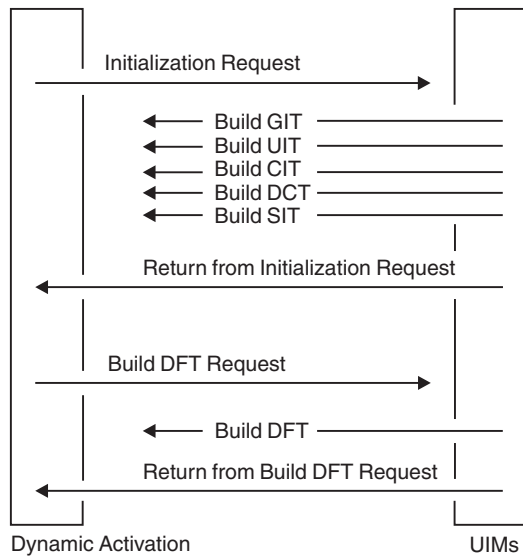 Initialization Request
Build GIT
Build UIT
Build CIT
Build DCT
Build SIT
Return from Initialization Request
Build DFT Request
Build DFT
Return from Build DFT Request
Dynamic Activation
UIMs